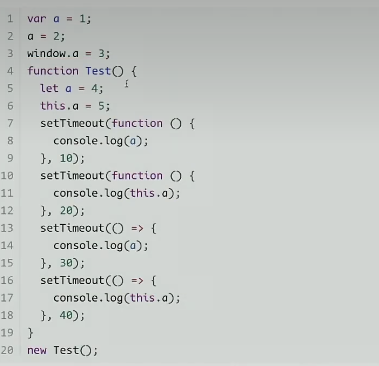 1 var a = 1;
2 a = 2;
3 window.a = 3;
4 function Test() {
5   let a = 4;
6   this.a = 5;
7   setTimeout(function () {
8     console.log(a);
9   }, 10);
10   setTimeout(function () {
11     console.log(this.a);
12   }, 20);
13   setTimeout(() => {
14     console.log(a);
15   }, 30);
16   setTimeout(() => {
17     console.log(this.a);
18   }, 40);
19 }
20 new Test();